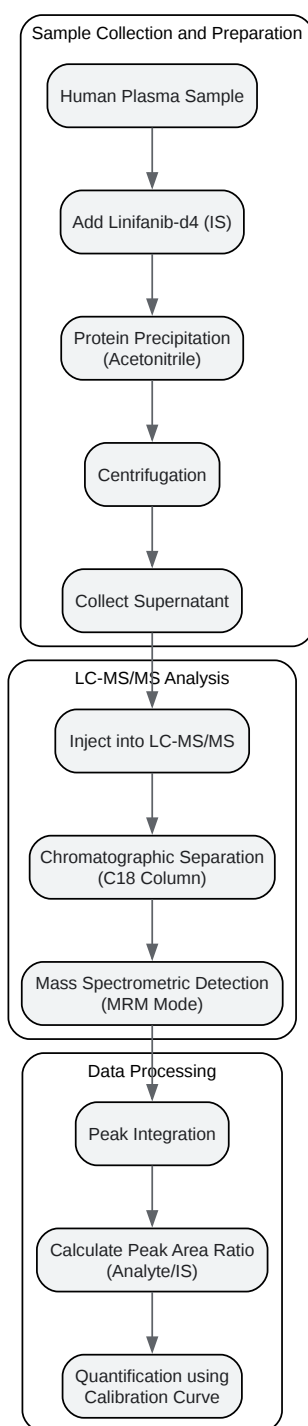 Sample Collection and Preparation
Human Plasma Sample
Add Linifanib-d4 (IS)
Protein Precipitation
(Acetonitrile)
Centrifugation
Collect Supernatant
LC-MS/MS Analysis
Inject into LC-MS/MS
Chromatographic Separation
(C18 Column)
Mass Spectrometric Detection
(MRM Mode)
Data Processing
Peak Integration
Calculate Peak Area Ratio
(Analyte/IS)
Quantification using
Calibration Curve